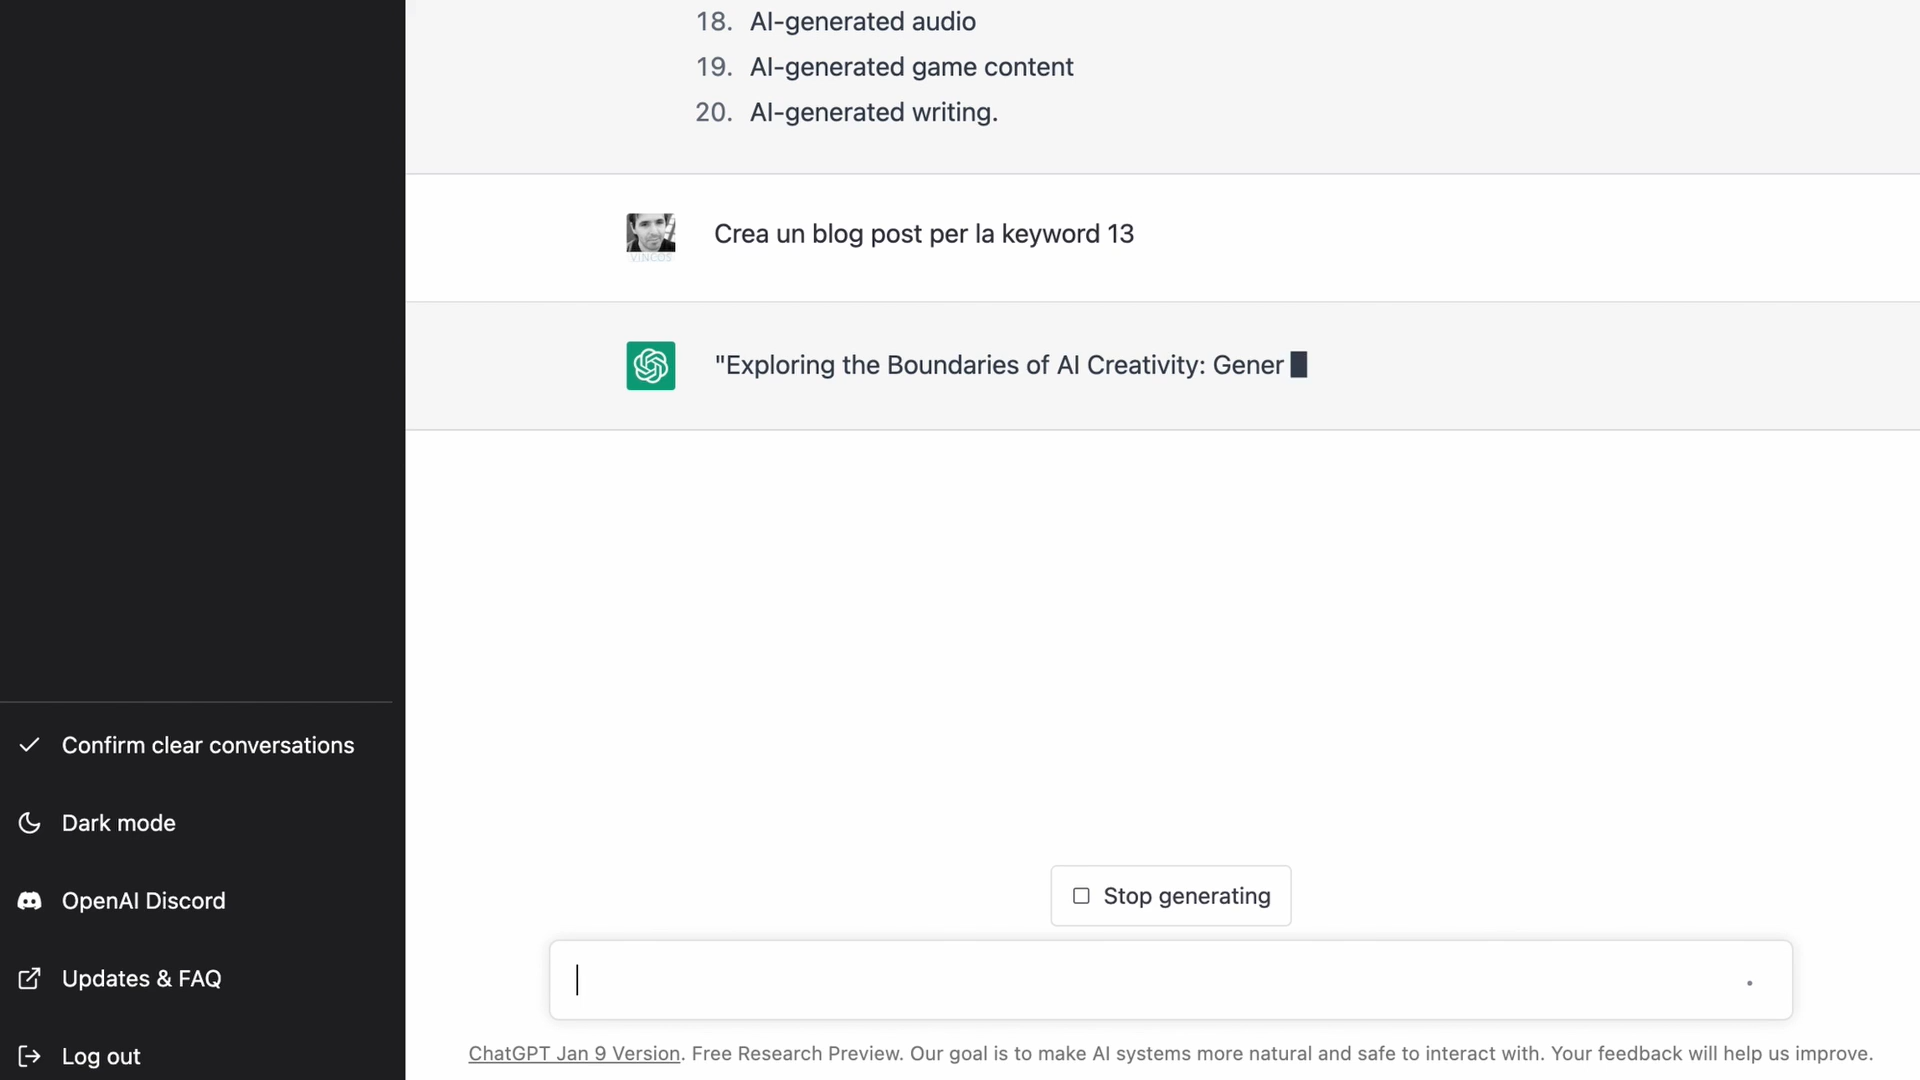 18. AI-generated audio
19. AI-generated game content
20. AI-generated writing.
VINCOS
Crea un blog post per la keyword 13
"Exploring the Boundaries of AI Creativity: Gener
Confirm clear conversations
Dark mode
OpenAI Discord
Updates & FAQ
Log out
Stop generating
ChatGPT Jan 9 Version. Free Research Preview. Our goal is to make AI systems more natural and safe to interact with. Your feedback will help us improve.